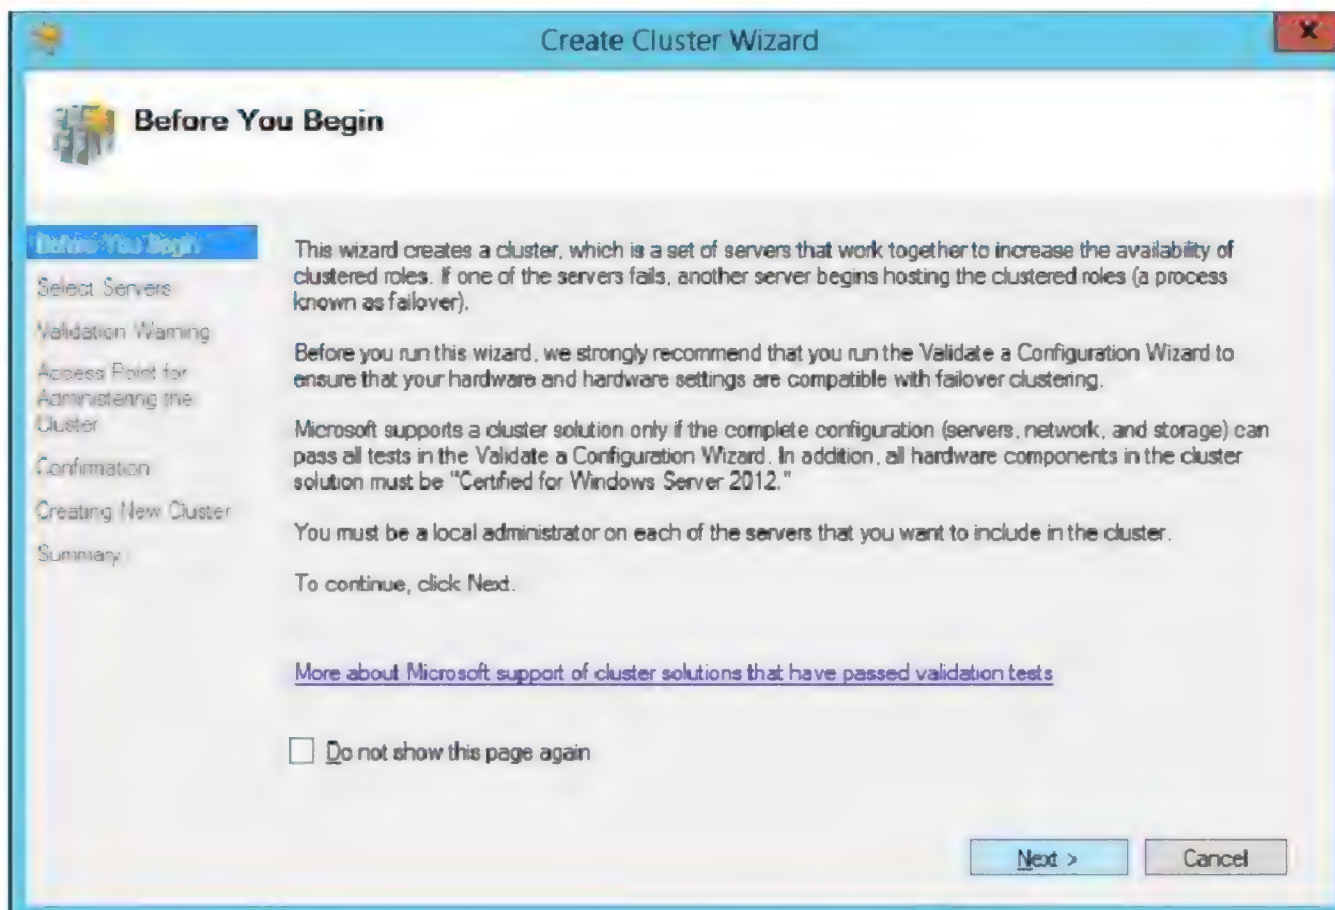 Create Cluster Wizard
Before You Begin
Before You Begin
Select Servers
Validation Warning
Access Point for
Administering the
Cluster
Confirmation
Creating New Cluster
Summary
This wizard creates a cluster, which is a set of servers that work together to increase the availability of
clustered roles. If one of the servers fails, another server begins hosting the clustered roles (a process
known as failover).
Before you run this wizard, we strongly recommend that you run the Validate a Configuration Wizard to
ensure that your hardware and hardware settings are compatible with failover clustering.
Microsoft supports a cluster solution only if the complete configuration (servers, network, and storage) can
pass all tests in the Validate a Configuration Wizard. In addition, all hardware components in the cluster
solution must be "Certified for Windows Server 2012."
You must be a local administrator on each of the servers that you want to include in the cluster.
To continue, click Next.
More about Microsoft support of cluster solutions that have passed validation tests
Do not show this page again
Next >
Cancel